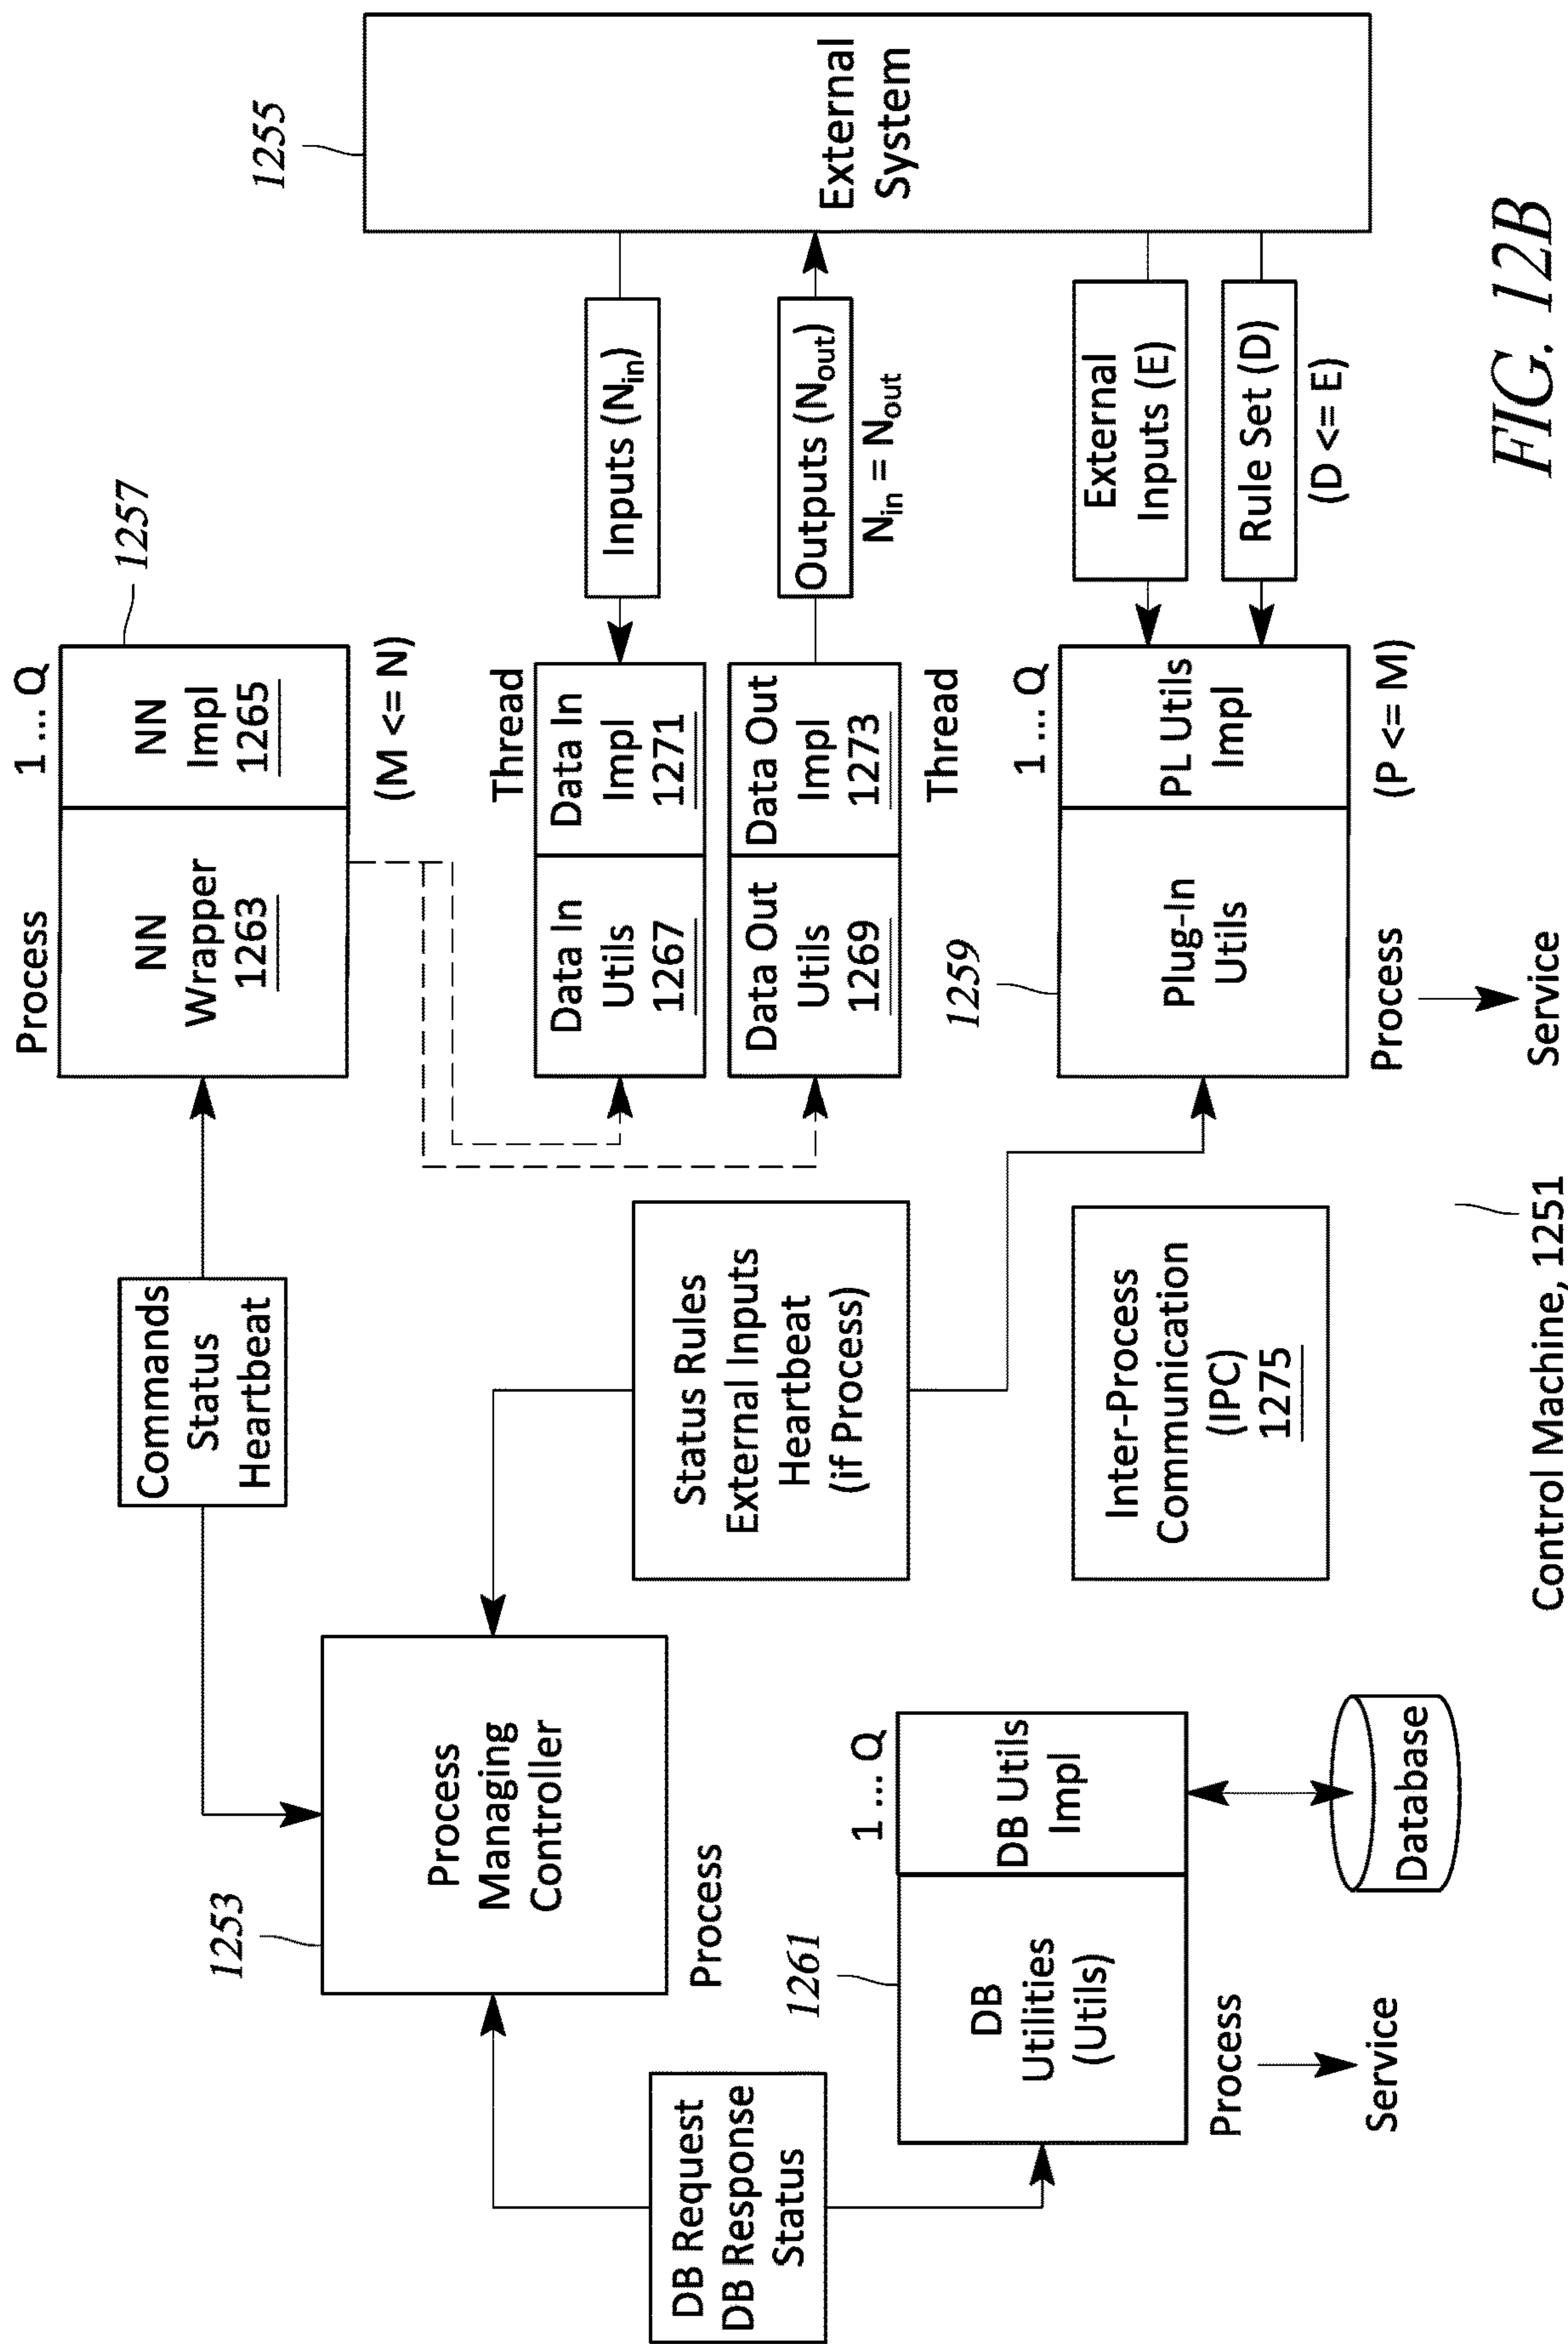 Process
1 ... Q
1257
NN
Wrapper
1263
NN
Impl
1265
(M <= N)
Commands
Status
Heartbeat
1253
Process
Managing
Controller
Process
Thread
Data In
Utils
1267
Data In
Impl
1271
Inputs (Nin)
1255
External
System
Data Out
Utils
1269
Data Out
Impl
1273
Outputs (Nout)
Nin = Nout
Thread
Status Rules
External Inputs
Heartbeat
(if Process)
DB Request
DB Response
Status
1261
1 ... Q
DB
Utilities
(Utils)
DB Utils
Impl
Process
Service
Database
1259
1 ... Q
Plug-In
Utils
PL Utils
Impl
(P <= M)
External
Inputs (E)
Rule Set (D)
(D <= E)
Process
Service
Inter-Process
Communication
(IPC)
1275
Control Machine, 1251
FIG. 12B